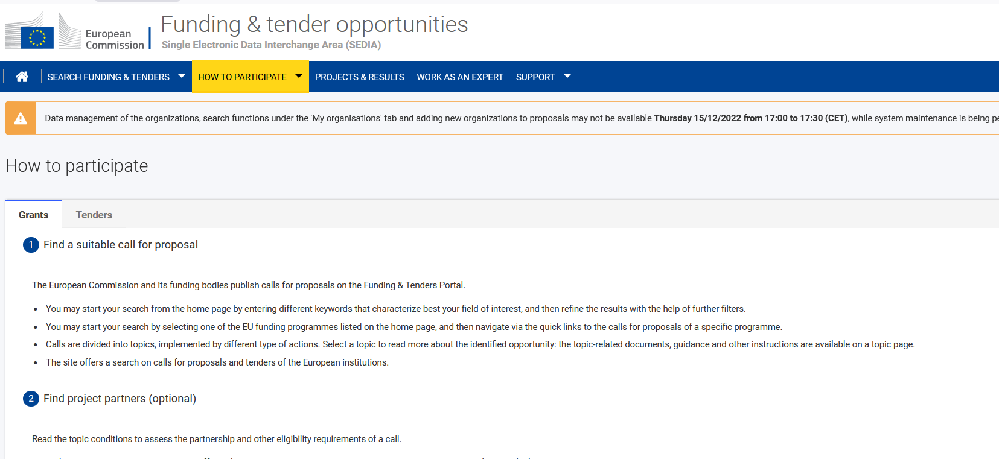 European
Commission
Funding & tender opportunities
Single Electronic Data Interchange Area (SEDIA)
SEARCH FUNDING & TENDERS
HOW TO PARTICIPATE
PROJECTS & RESULTS
WORK AS AN EXPERT
SUPPORT
Data management of the organizations, search functions under the 'My organisations' tab and adding new organizations to proposals may not be available Thursday 15/12/2022 from 17:00 to 17:30 (CET), while system maintenance is being
How to participate
Grants
Tenders
1 Find a suitable call for proposal
The European Commission and its funding bodies publish calls for proposals on the Funding & Tenders Portal.
• You may start your search from the home page by entering different keywords that characterize best your field of interest, and then refine the results with the help of further filters.
• You may start your search by selecting one of the EU funding programmes listed on the home page, and then navigate via the quick links to the calls for proposals of a specific programme.
• Calls are divided into topics, implemented by different type of actions. Select a topic to read more about the identified opportunity: the topic-related documents, guidance and other instructions are available on a topic page.
• The site offers a search on calls for proposals and tenders of the European institutions.
2 Find project partners (optional)
Read the topic conditions to assess the partnership and other eligibility requirements of a call.